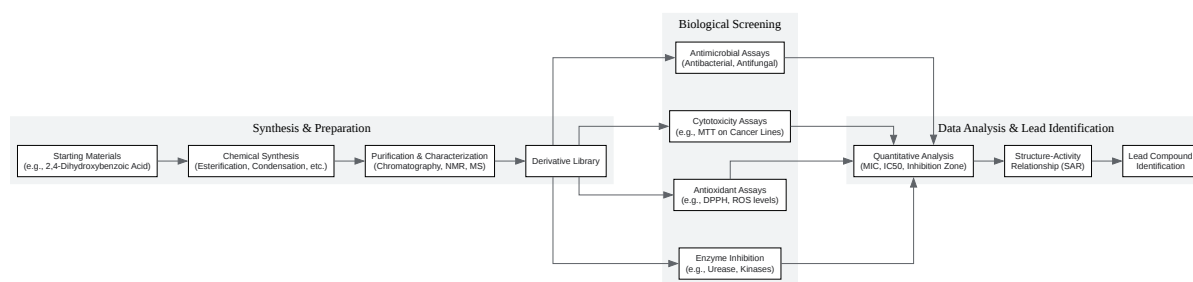 Synthesis & Preparation
Starting Materials
(e.g., 2,4-Dihydroxybenzoic Acid)
Chemical Synthesis
(Esterification, Condensation, etc.)
Purification & Characterization
(Chromatography, NMR, MS)
Derivative Library
Biological Screening
Antimicrobial Assays
(Antibacterial, Antifungal)
Cytotoxicity Assays
(e.g., MTT on Cancer Lines)
Antioxidant Assays
(e.g., DPPH, ROS levels)
Enzyme Inhibition
(e.g., Urease, Kinases)
Data Analysis & Lead Identification
Quantitative Analysis
(MIC, IC50, Inhibition Zone)
Structure-Activity
Relationship (SAR)
Lead Compound
Identification